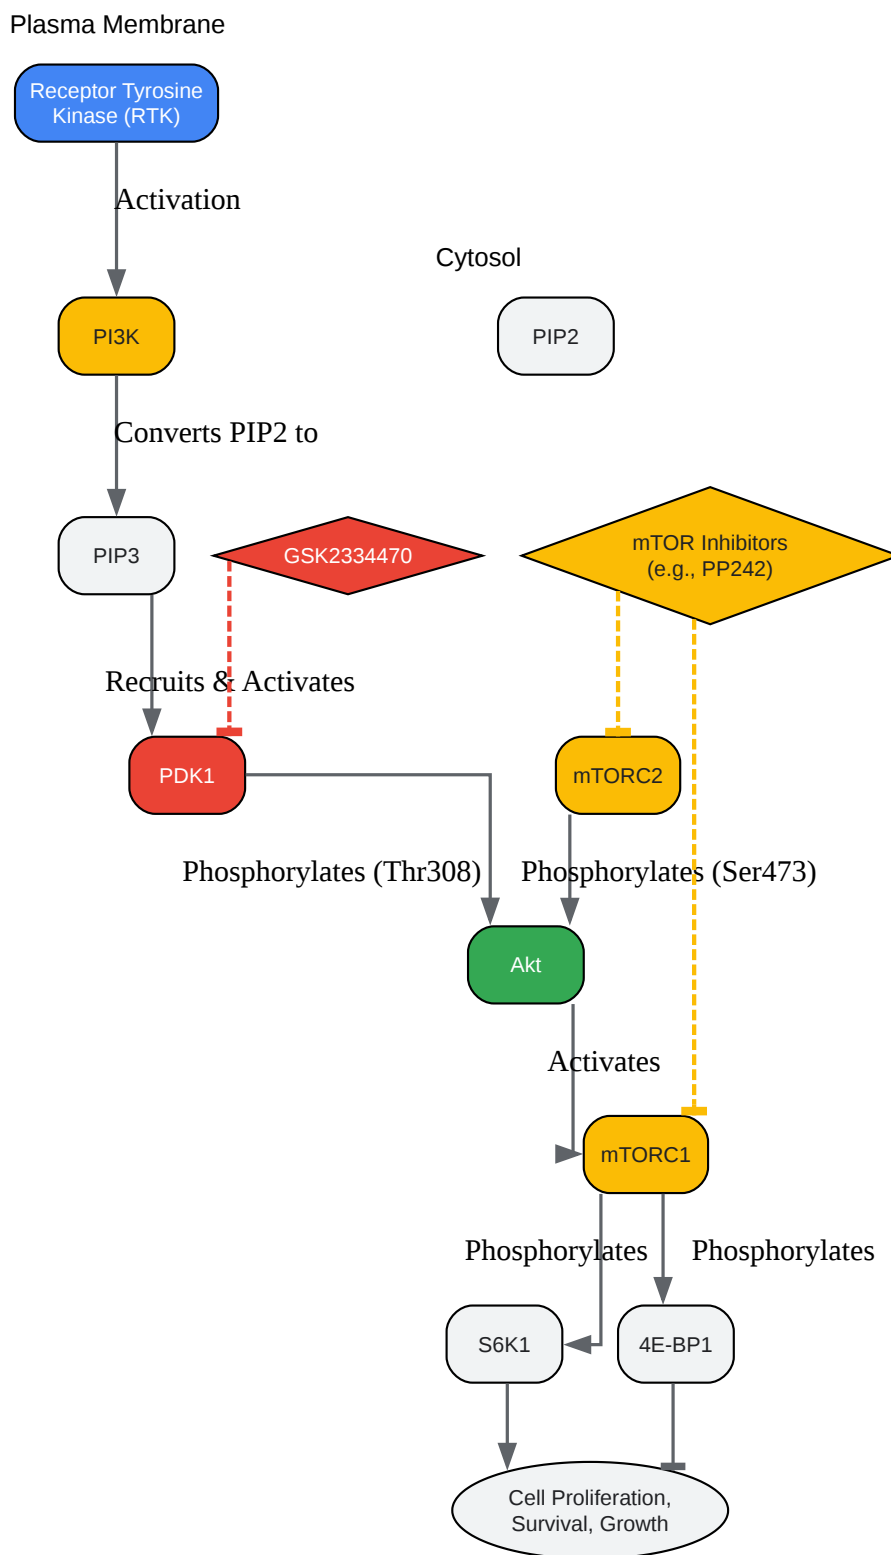 Plasma Membrane
Receptor Tyrosine
Kinase (RTK)
Activation
Cytosol
PI3K
PIP2
Converts PIP2 to
PIP3
GSK2334470
mTOR Inhibitors
(e.g., PP242)
Recruits & Activates
PDK1
mTORC2
Phosphorylates (Thr308)
Phosphorylates (Ser473)
Akt
Activates
mTORC1
Phosphorylates
Phosphorylates
S6K1
4E-BP1
Cell Proliferation,
Survival, Growth